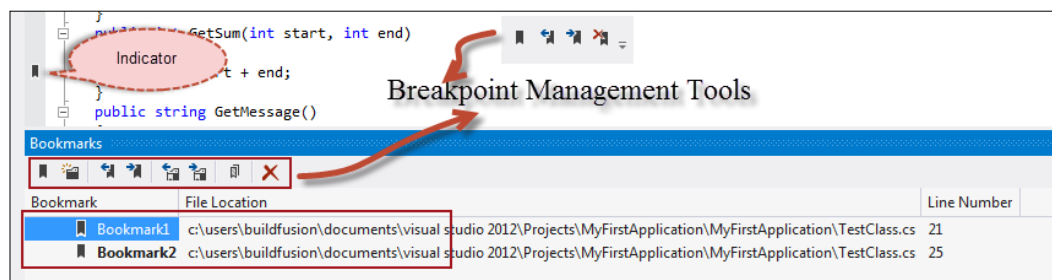 }
public int GetSum(int start, int end)
Indicator
t + end;
}
Breakpoint Management Tools
public string GetMessage()
Bookmarks
Bookmark File Location Line Number
Bookmark1 c:\users\buildfusion\documents\visual studio 2012\Projects\MyFirstApplication\MyFirstApplication\TestClass.cs 21
Bookmark2 c:\users\buildfusion\documents\visual studio 2012\Projects\MyFirstApplication\MyFirstApplication\TestClass.cs 25